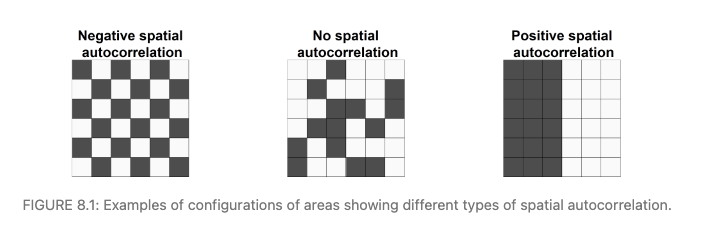 Negative spatial
autocorrelation
No spatial
autocorrelation
Positive spatial
autocorrelation
FIGURE 8.1: Examples of configurations of areas showing different types of spatial autocorrelation.